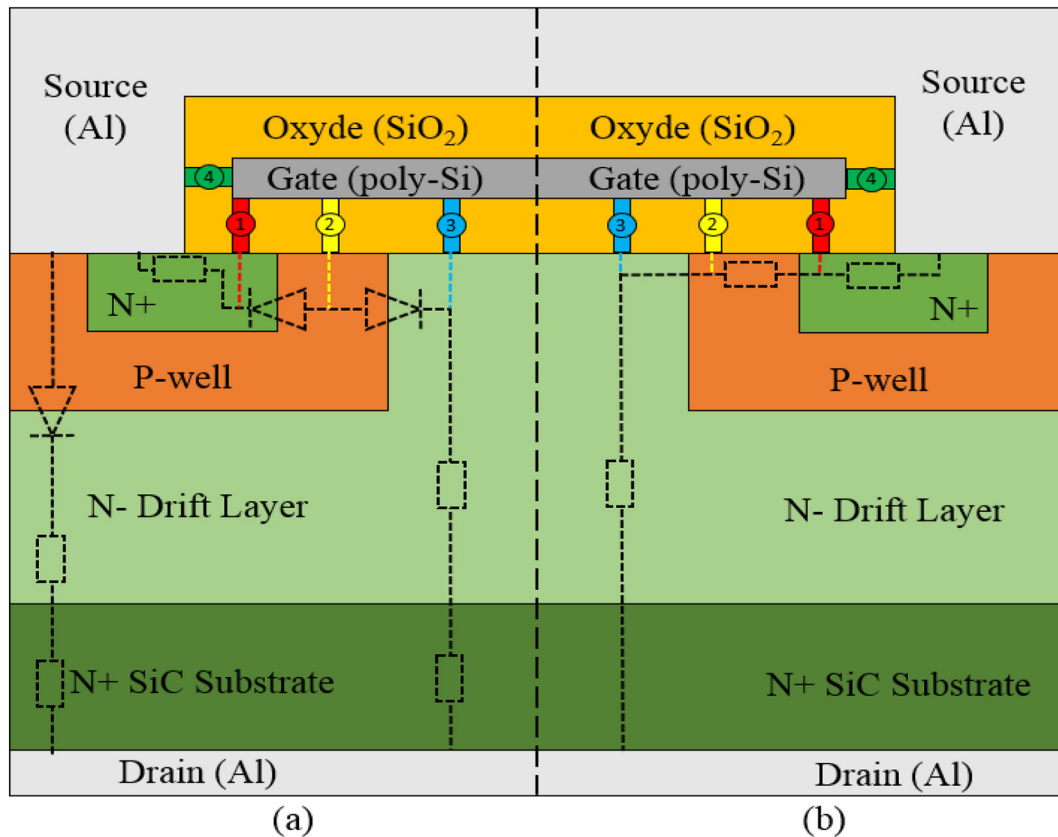 Source
(Al)
Source
(Al)
Oxyde (SiO₂)
Oxyde (SiO₂)
Gate (poly-Si)
Gate (poly-Si)
4
4
1
2
3
3
2
1
N+
N+
P-well
P-well
N- Drift Layer
N- Drift Layer
N+ SiC Substrate
N+ SiC Substrate
Drain (Al)
Drain (Al)
(a)
(b)